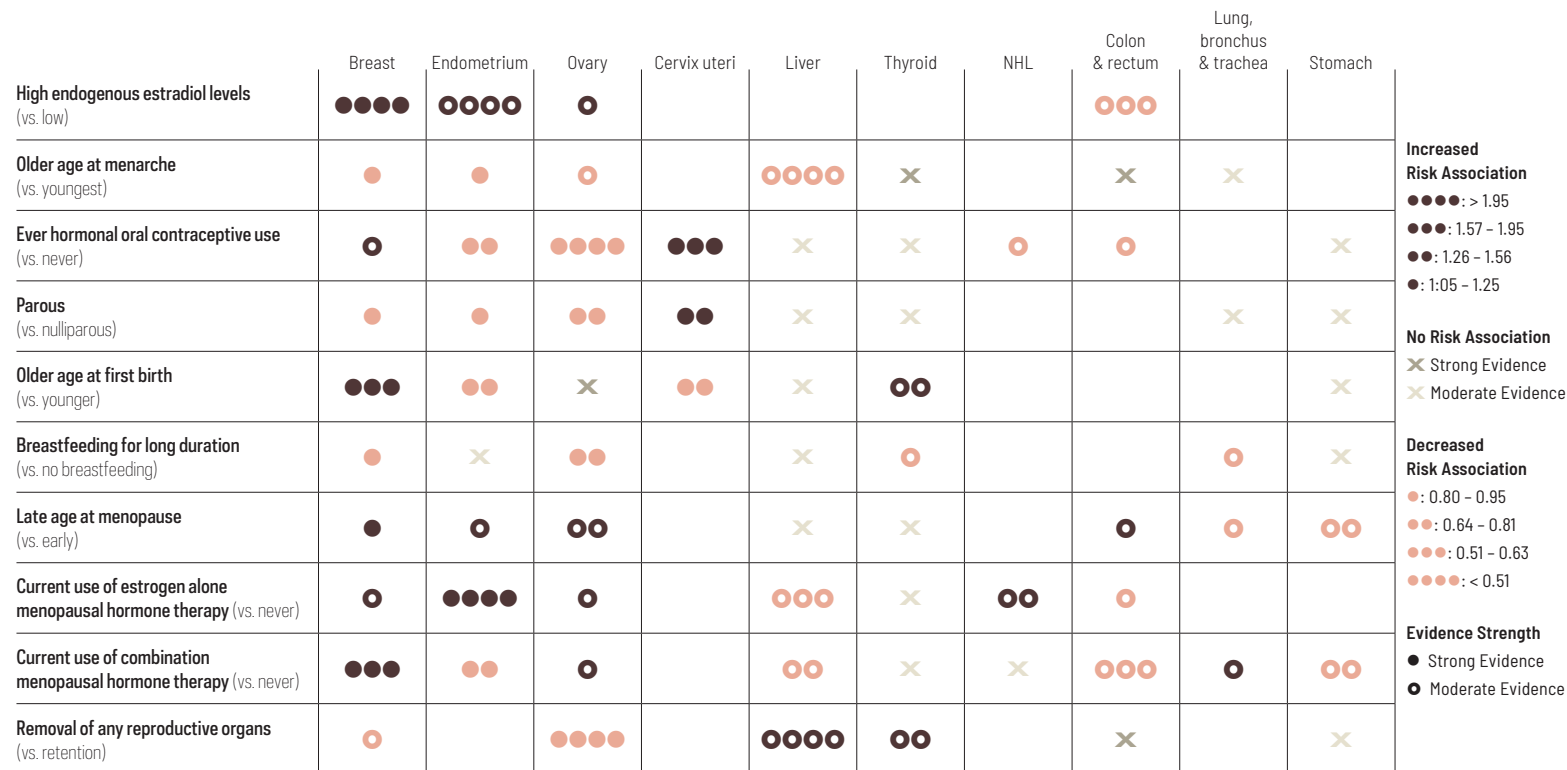 Breast
Endometrium
Ovary
Cervix uteri
Liver
Thyroid
NHL
Colon
& rectum
Lung,
bronchus
& trachea
Stomach
High endogenous estradiol levels
(vs. low)
Older age at menarche
(vs. youngest)
Ever hormonal oral contraceptive use
(vs. never)
Parous
(vs. nulliparous)
Older age at first birth
(vs. younger)
Breastfeeding for long duration
(vs. no breastfeeding)
Late age at menopause
(vs. early)
Current use of estrogen alone
menopausal hormone therapy (vs. never)
Current use of combination
menopausal hormone therapy (vs. never)
Removal of any reproductive organs
(vs. retention)
Increased
Risk Association
: > 1.95
: 1.57 – 1.95
: 1.26 – 1.56
: 1:05 – 1.25
No Risk Association
Strong Evidence
Moderate Evidence
Decreased
Risk Association
: 0.80 – 0.95
: 0.64 – 0.81
: 0.51 – 0.63
: < 0.51
Evidence Strength
Strong Evidence
Moderate Evidence